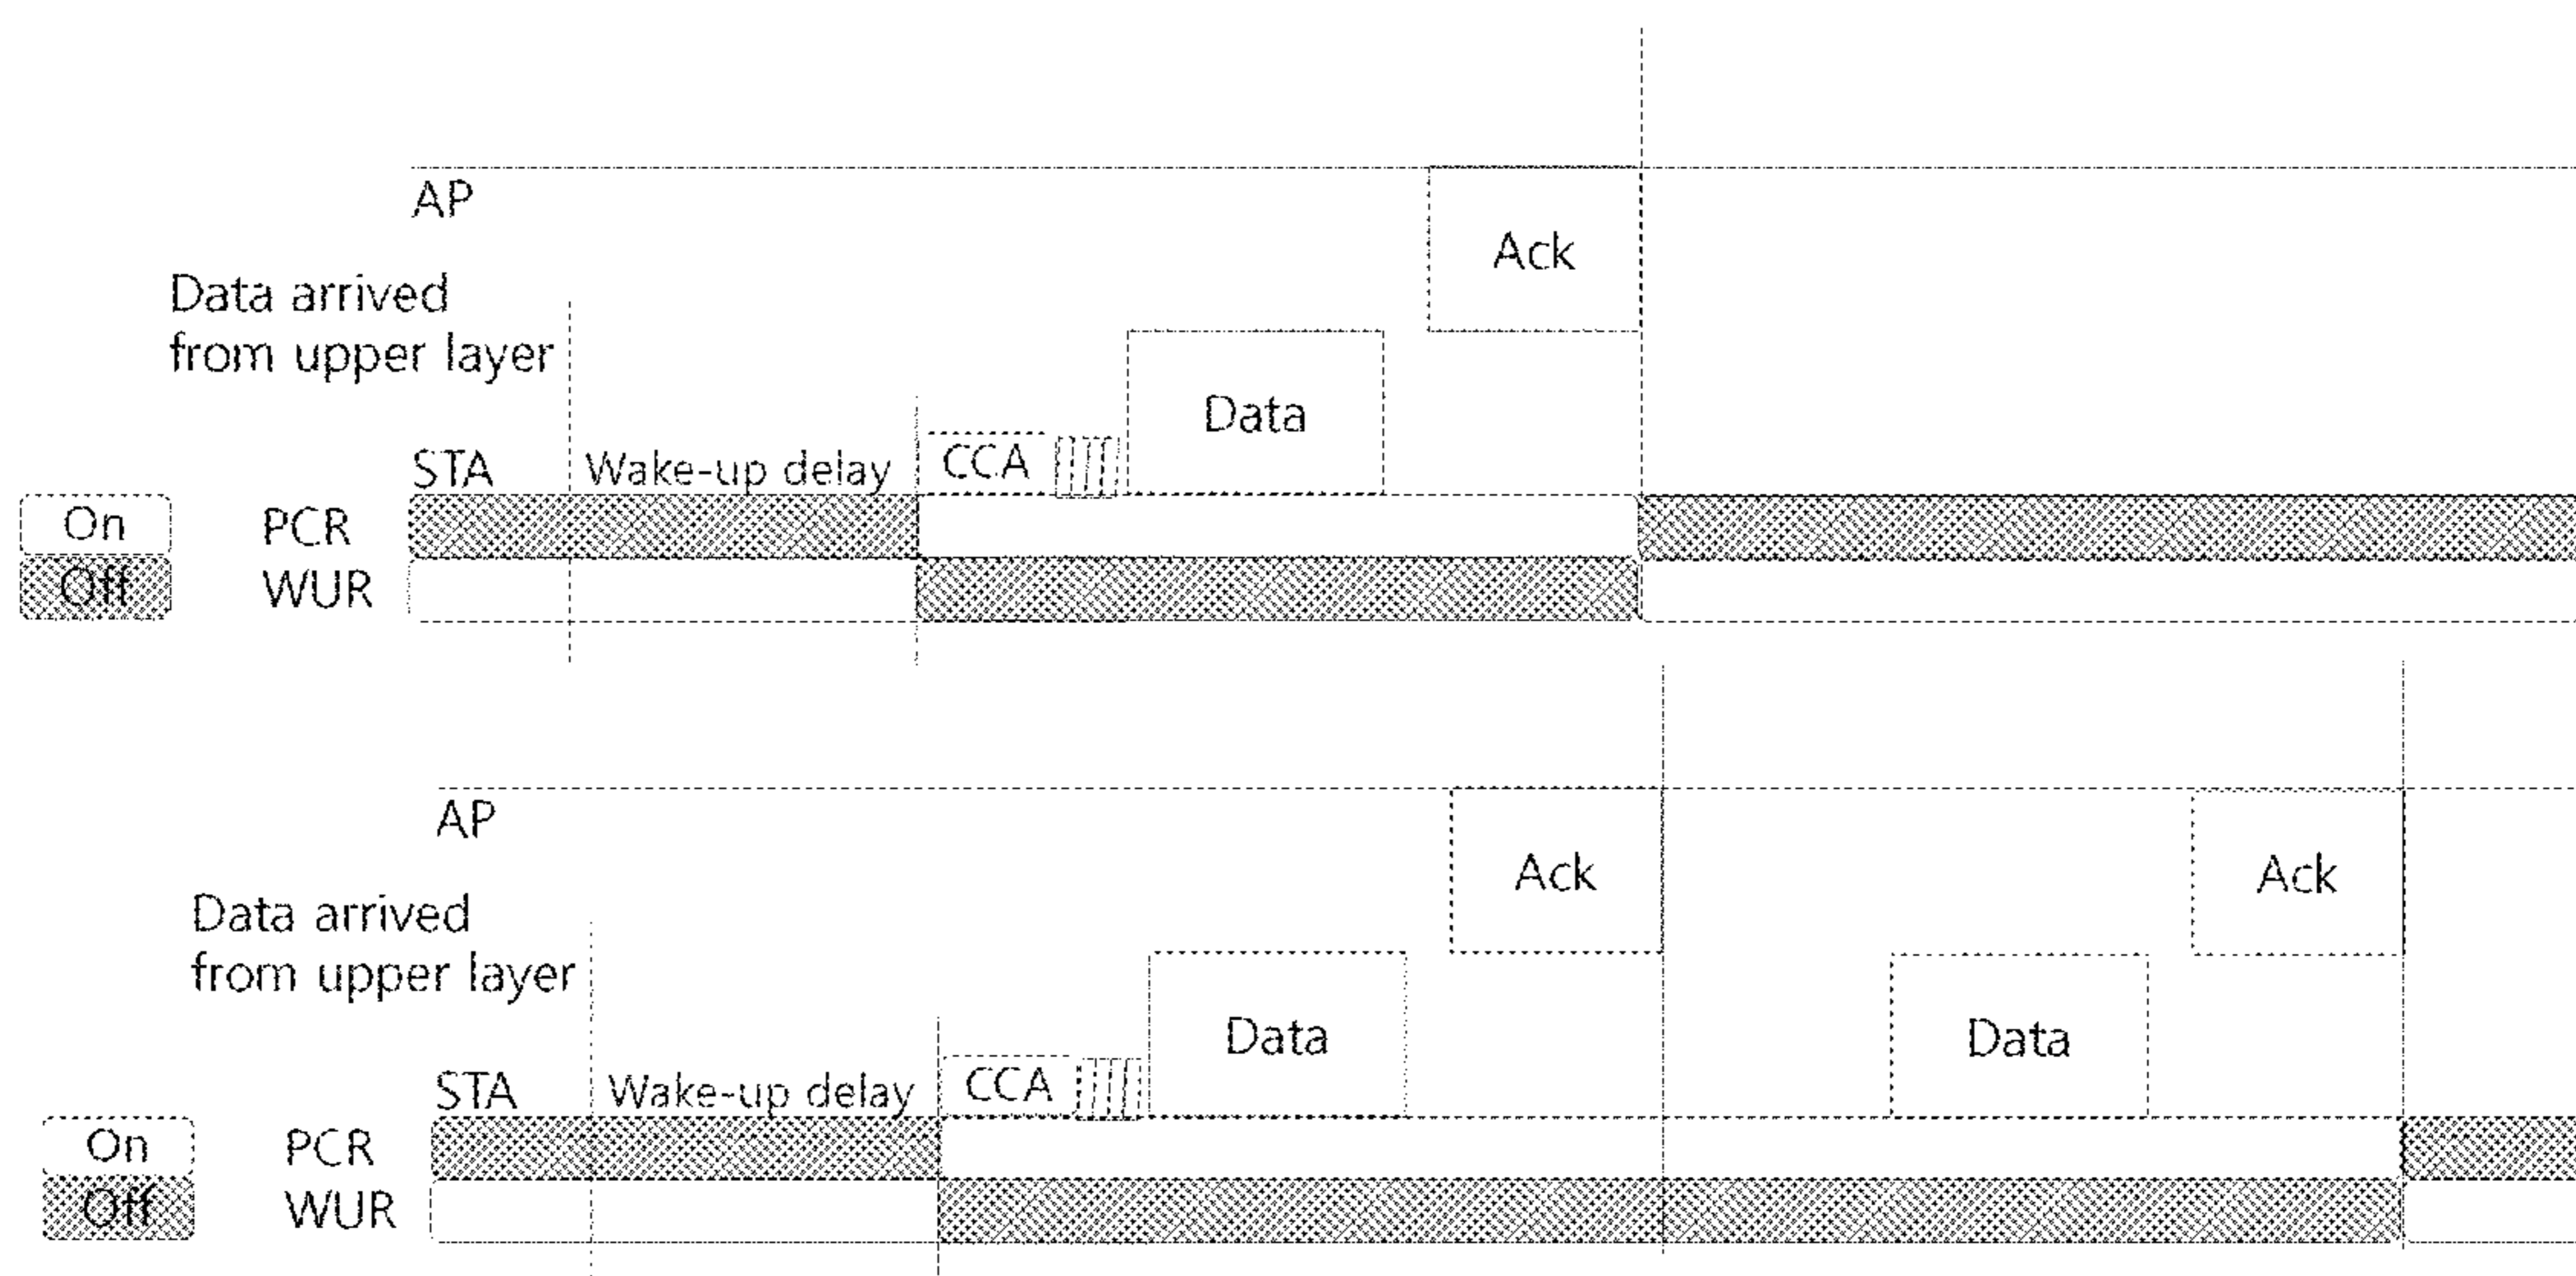 AP
Ack
Data arrived
from upper layer
Data
STA
Wake-up delay
CCA
On
PCR
Off
WUR
AP
Ack
Ack
Data arrived
from upper layer
Data
Data
STA
Wake-up delay
CCA
On
PCR
Off
WUR